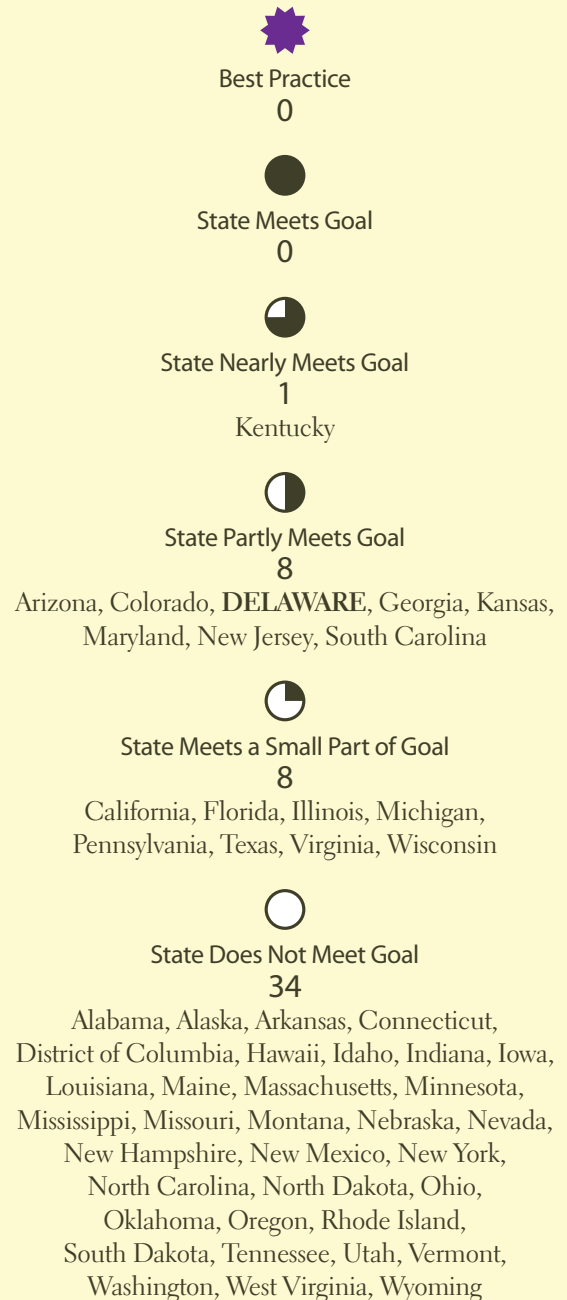 Best Practice
0
State Meets Goal
0
State Nearly Meets Goal
1
Kentucky
State Partly Meets Goal
8
Arizona, Colorado, DELAWARE, Georgia, Kansas,
Maryland, New Jersey, South Carolina
State Meets a Small Part of Goal
8
California, Florida, Illinois, Michigan,
Pennsylvania, Texas, Virginia, Wisconsin
State Does Not Meet Goal
34
Alabama, Alaska, Arkansas, Connecticut,
District of Columbia, Hawaii, Idaho, Indiana, Iowa,
Louisiana, Maine, Massachusetts, Minnesota,
Mississippi, Missouri, Montana, Nebraska, Nevada,
New Hampshire, New Mexico, New York,
North Carolina, North Dakota, Ohio,
Oklahoma, Oregon, Rhode Island,
South Dakota, Tennessee, Utah, Vermont,
Washington, West Virginia, Wyoming